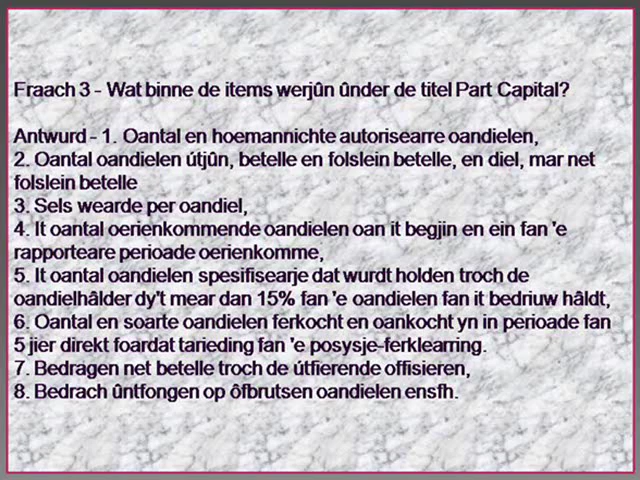 Fraach 3 - Wat binne de items werjûn ûnder de titel Part Capital?
Antwurd - 1. Oantal en hoemannichte autorisearre oandielen,
2. Oantal oandielen útjûn, betelle en folslein betelle, en diel, mar net
folslein betelle
3. Sels wearde per oandiel,
4. It oantal oerienkommende oandielen oan it begjin en ein fan 'e
rapporteare perioade oerienkomme,
5. It oantal oandielen spesifisearje dat wurdt holden troch de
oandielhâlder dy't mear dan 15% fan 'e oandielen fan it bedriuw hâldt,
6. Oantal en soarte oandielen ferkocht en oankocht yn in perioade fan
5 jier direkt foardat tarieding fan 'e posysje-ferklearring.
7. Bedragen net betelle troch de útfierende offisieren,
8. Bedrach ûntfongen op ôfbrutsen oandielen ensfh.